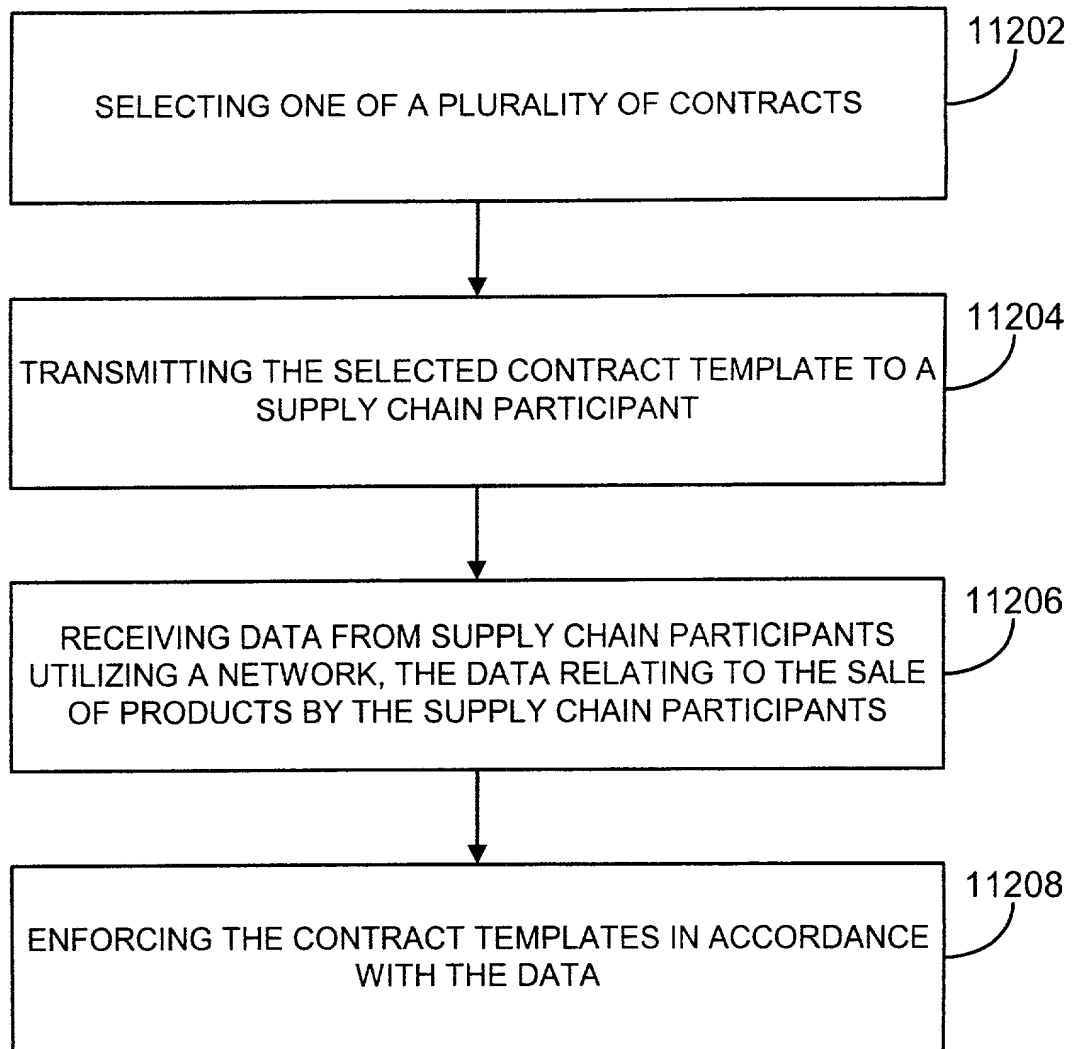 11202
SELECTING ONE OF A PLURALITY OF CONTRACTS
11204
TRANSMITTING THE SELECTED CONTRACT TEMPLATE TO A
SUPPLY CHAIN PARTICIPANT
11206
RECEIVING DATA FROM SUPPLY CHAIN PARTICIPANTS
UTILIZING A NETWORK, THE DATA RELATING TO THE SALE
OF PRODUCTS BY THE SUPPLY CHAIN PARTICIPANTS
11208
ENFORCING THE CONTRACT TEMPLATES IN ACCORDANCE
WITH THE DATA